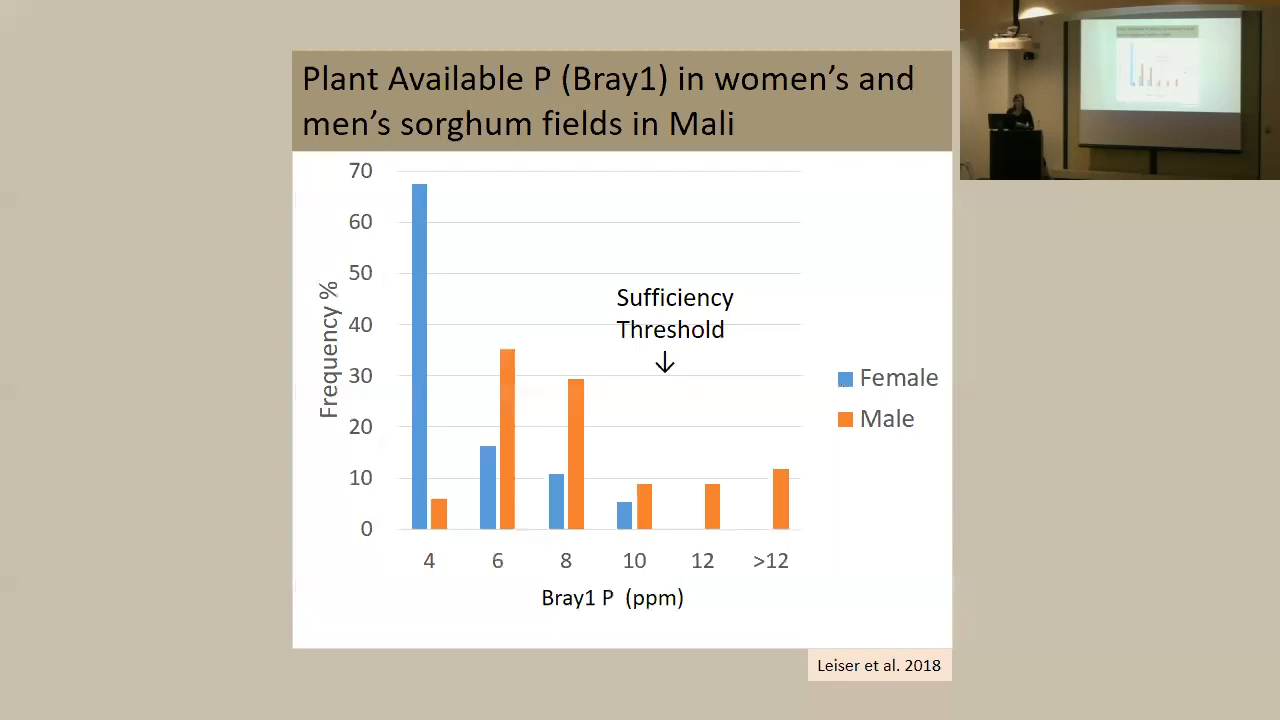 Plant Available P (Bray1) in women’s and
men’s sorghum fields in Mali
70
60
50
40
30
20
10
0
Frequency %
Sufficiency
Threshold
↓
Female
Male
4 6 8 10 12 >12
Bray1 P (ppm)
Leiser et al. 2018